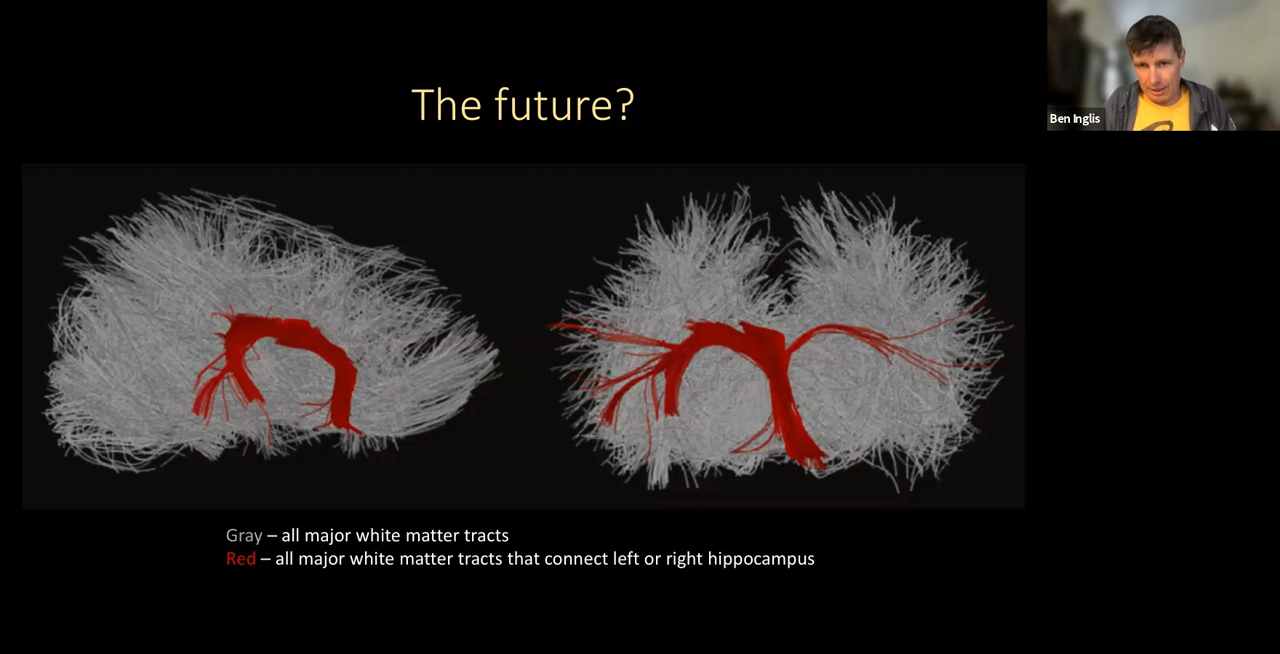 The future?
Ben Inglis
Gray – all major white matter tracts
Red – all major white matter tracts that connect left or right hippocampus